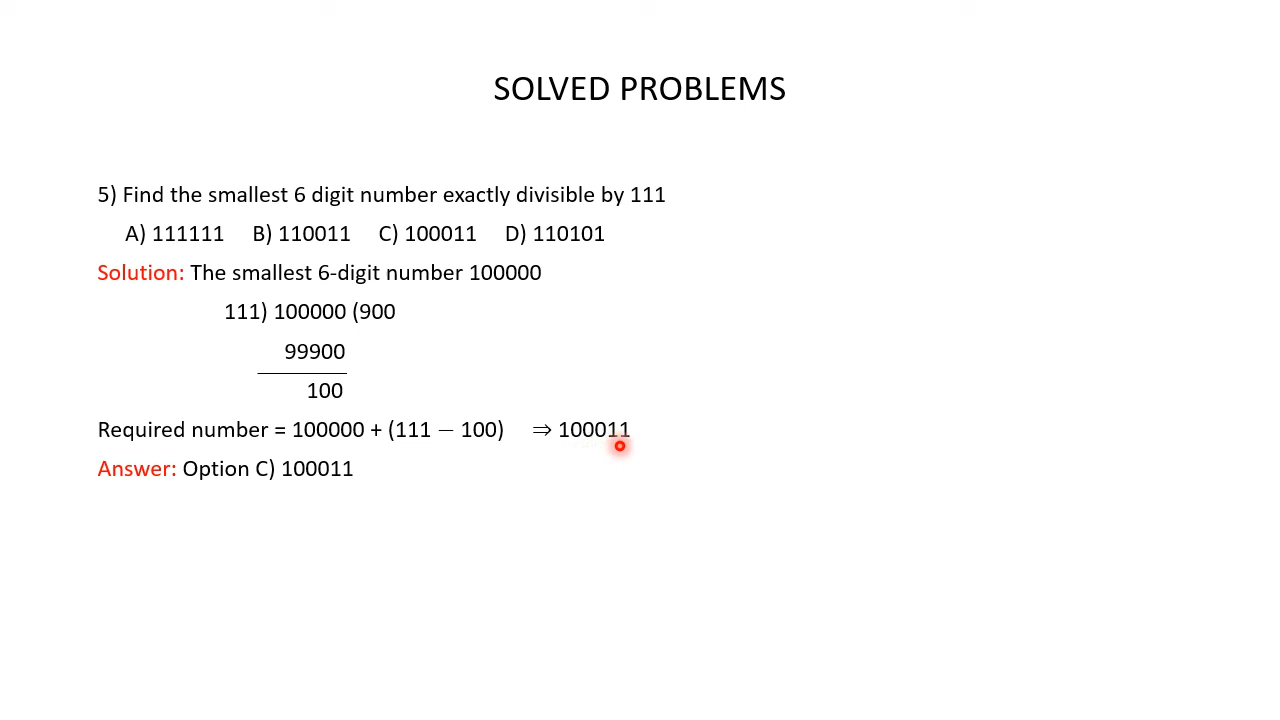 SOLVED PROBLEMS
5) Find the smallest 6 digit number exactly divisible by 111
A) 111111 B) 110011 C) 100011 D) 110101
Solution: The smallest 6-digit number 100000
111) 100000 (900
99900
100
Required number = 100000 + (111 − 100) ⇒ 100011
Answer: Option C) 100011